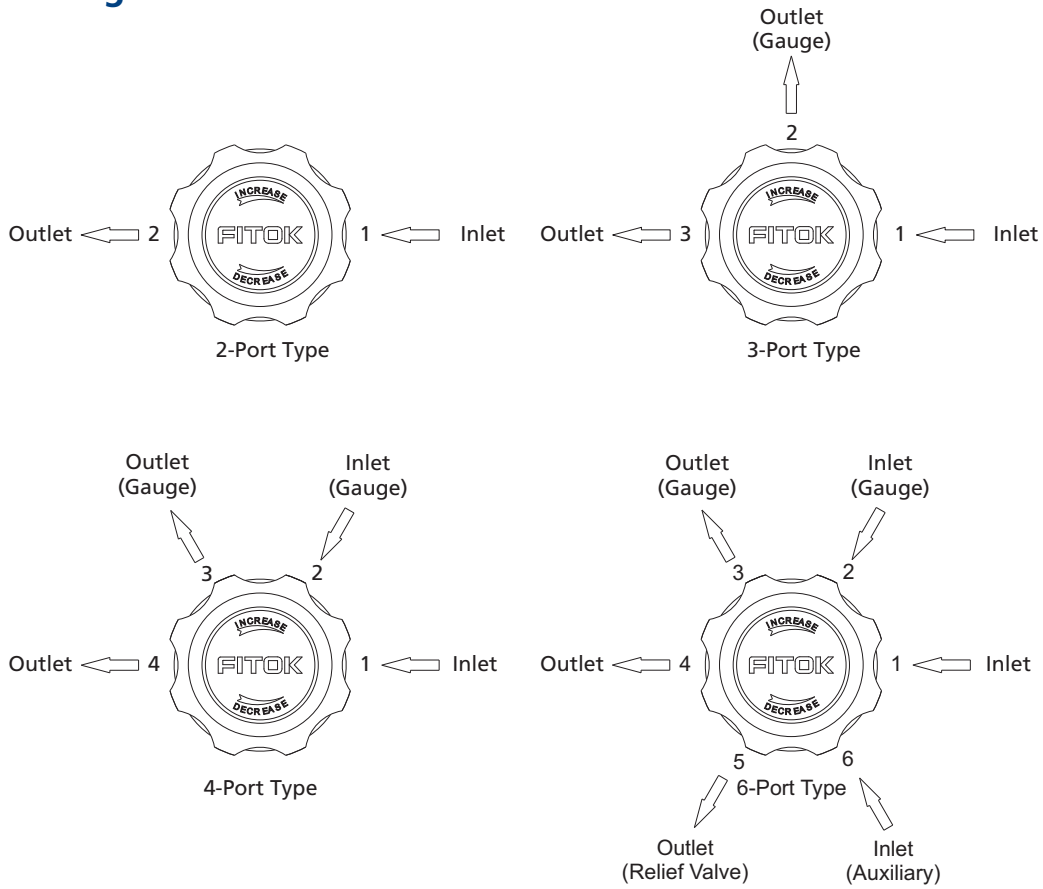 Outlet
(Gauge)
2
INCREASE
FITOK
DECREASE
Outlet
2
1
Inlet
2-Port Type
INCREASE
FITOK
DECREASE
Outlet
3
1
Inlet
3-Port Type
Outlet
(Gauge)
Inlet
(Gauge)
3
2
INCREASE
FITOK
DECREASE
Outlet
4
1
Inlet
4-Port Type
Outlet
(Gauge)
Inlet
(Gauge)
3
2
INCREASE
FITOK
DECREASE
Outlet
4
1
Inlet
5
6
6-Port Type
Outlet
(Relief Valve)
Inlet
(Auxiliary)